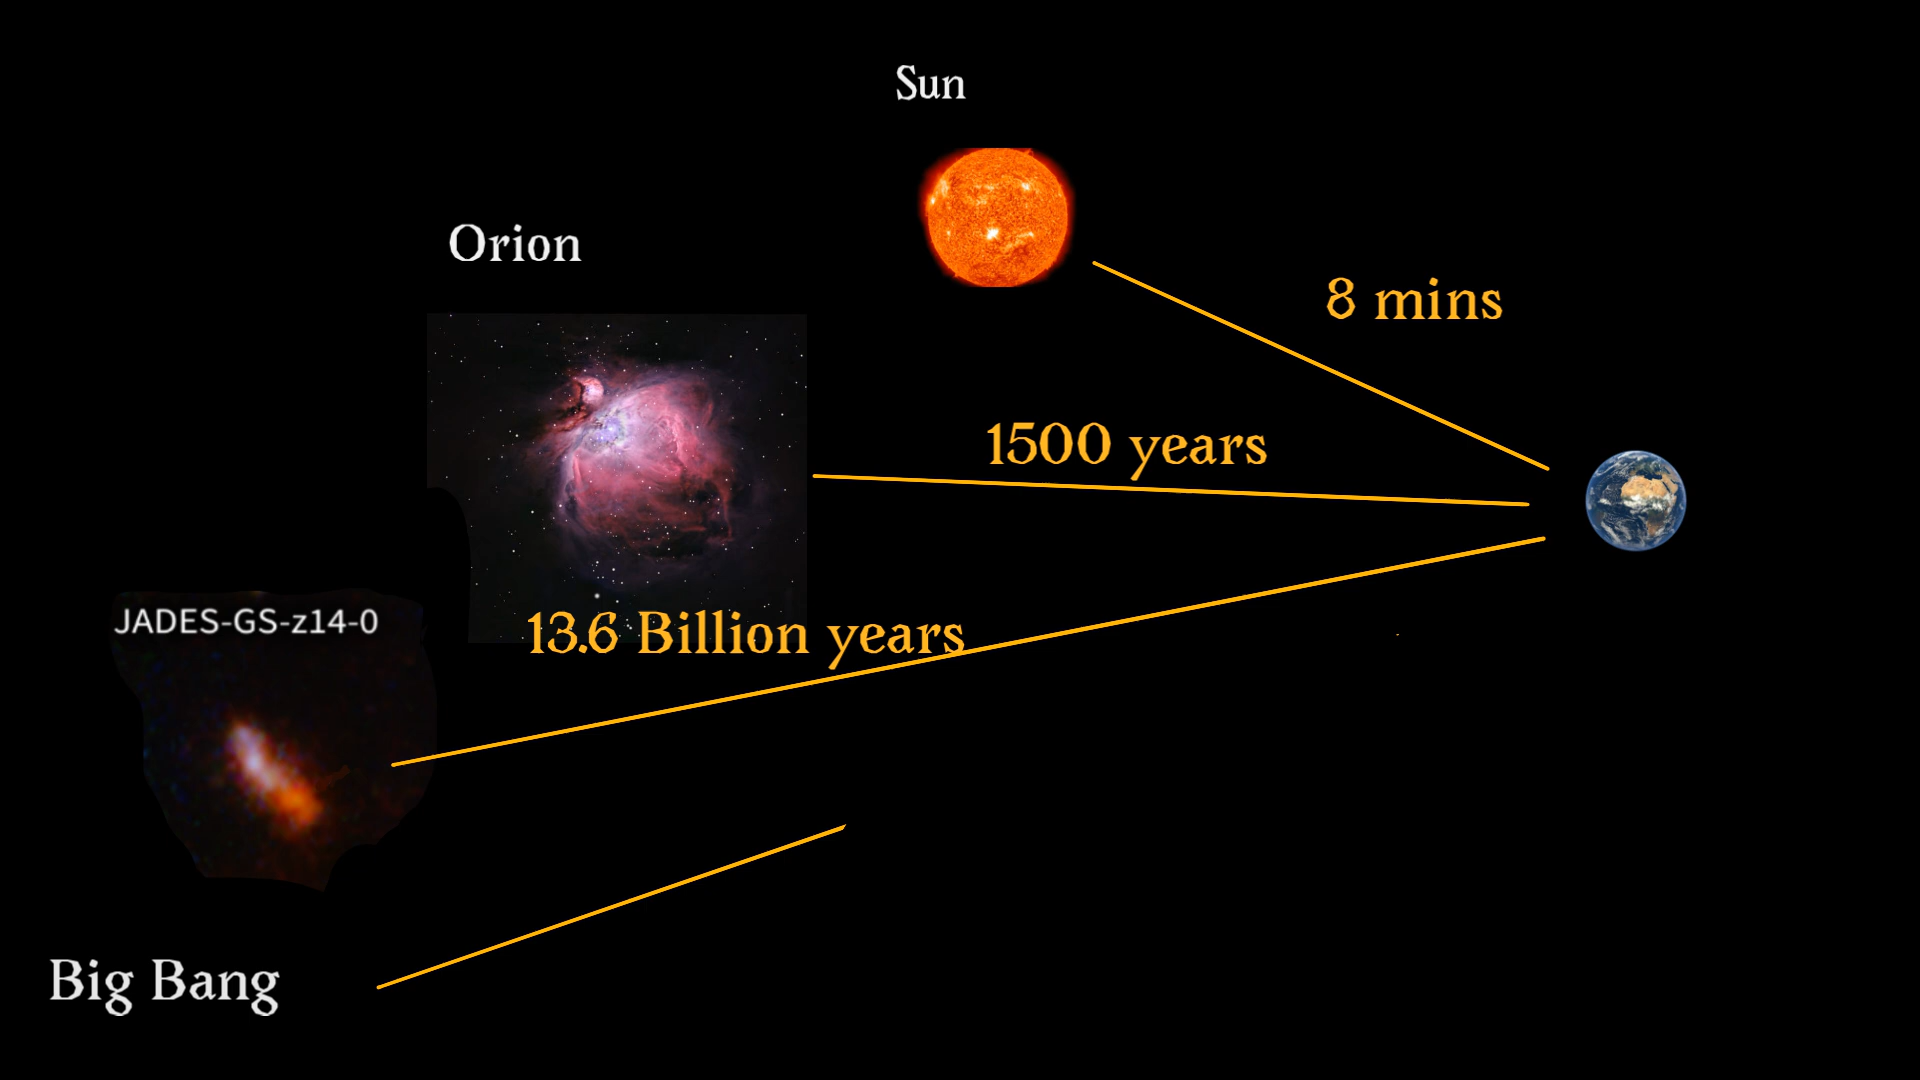 Sun
Orion
8 mins
1500 years
JADES-GS-z14-0
13.6 Billion years
Big Bang